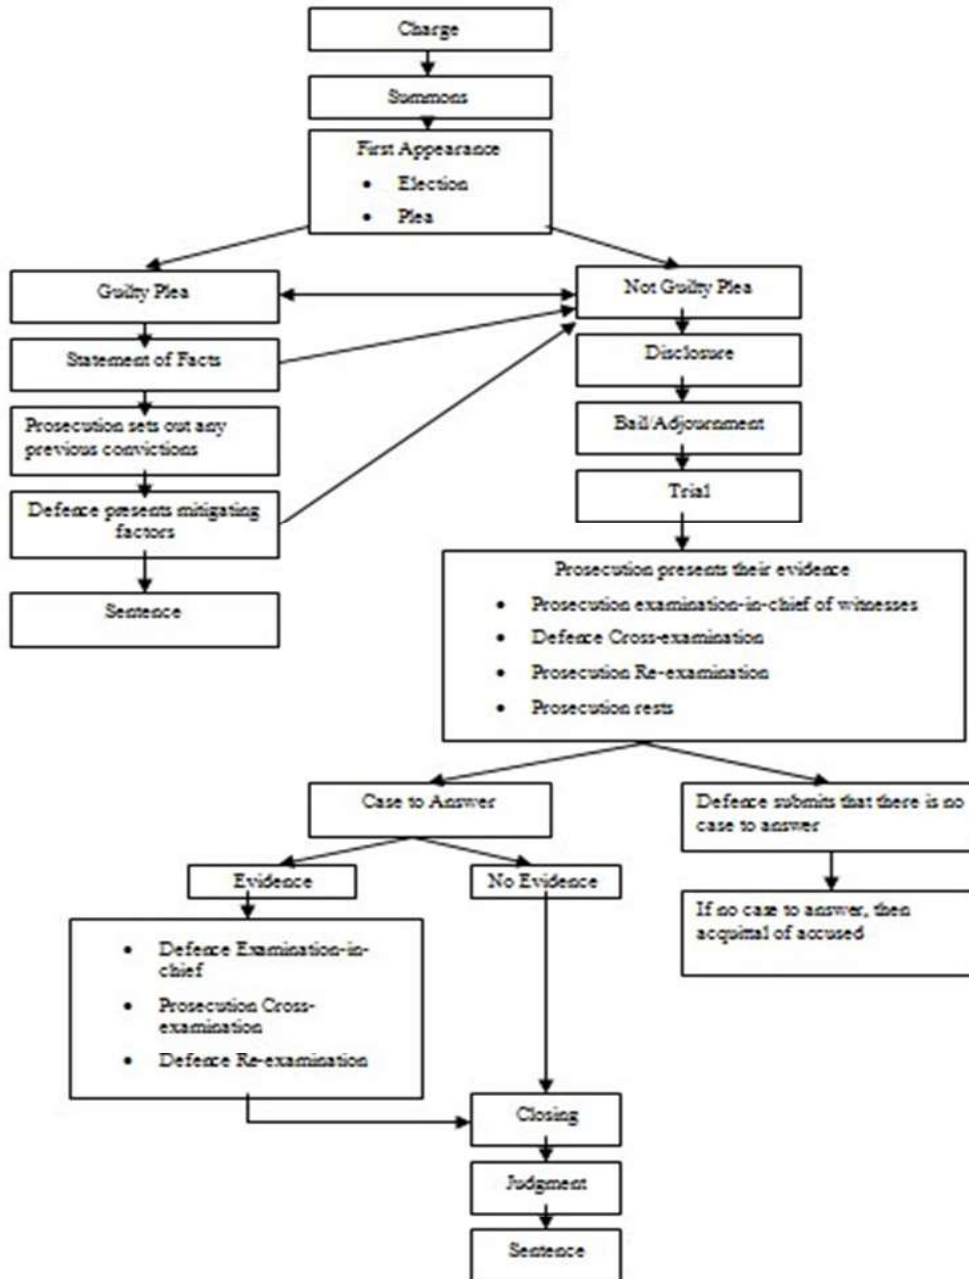 Charge
Summons
First Appearance
• Election
• Plea
Guilty Plea
Not Guilty Plea
Statement of Facts
Disclosure
Prosecution sets out any
previous convictions
Bail/Adjournment
Defence presents mitigating
factors
Trial
Sentence
Prosecution presents their evidence
• Prosecution examination-in-chief of witnesses
• Defence Cross-examination
• Prosecution Re-examination
• Prosecution rests
Case to Answer
Defence submits that there is no
case to answer
Evidence
No Evidence
If no case to answer, then
acquittal of accused
• Defence Examination-in-
chief
• Prosecution Cross-
examination
• Defence Re-examination
Closing
Judgment
Sentence